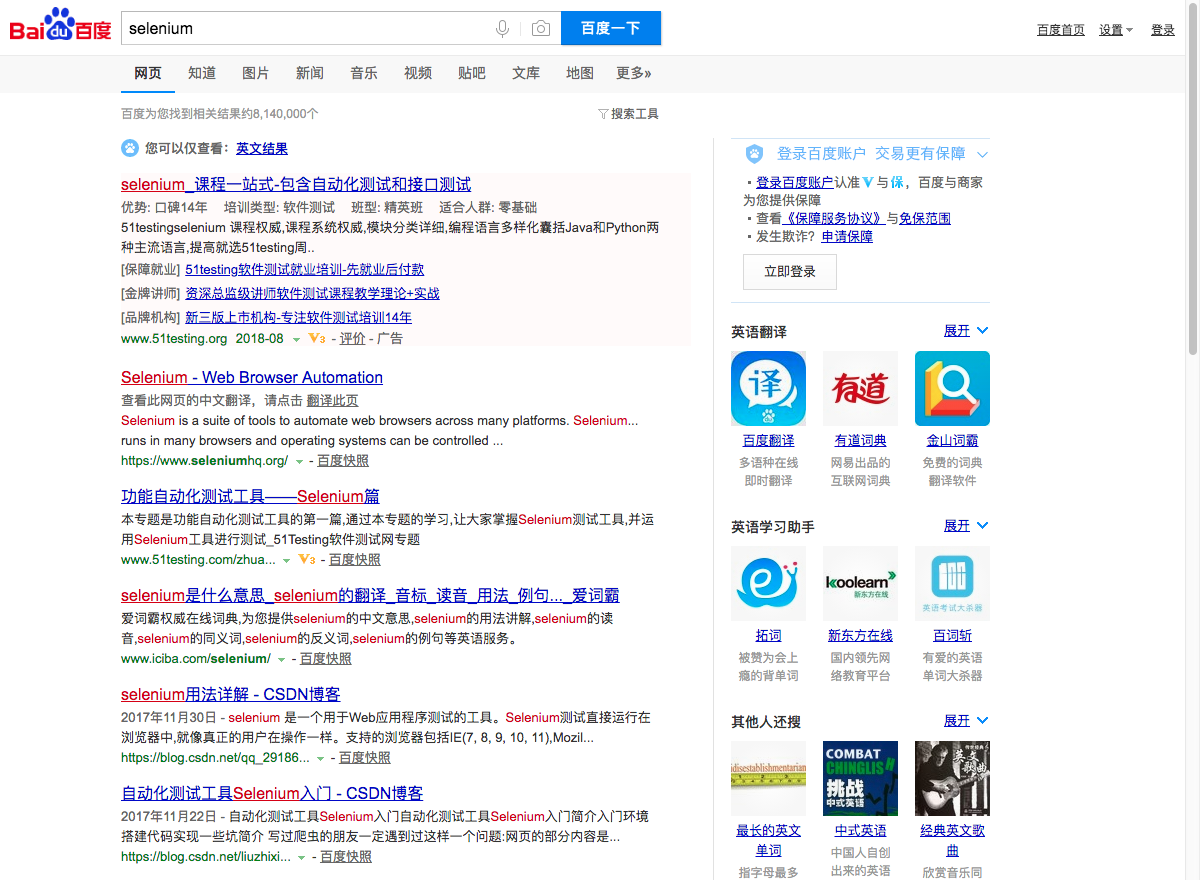 Bai du 百度
selenium
百度一下
百度首页 设置 登录
网页 知道 图片 新闻 音乐 视频 贴吧 文库 地图 更多»
百度为您找到相关结果约8,140,000个
搜索工具
您可以仅查看：英文结果
selenium_课程一站式-包含自动化测试和接口测试
优势: 口碑14年 培训类型: 软件测试 班型: 精英班 适合人群: 零基础
51testingselenium 课程权威,课程系统权威,模块分类详细,编程语言多样化囊括Java和Python两
种主流语言,提高就选51testing周..
[保障就业] 51testing软件测试就业培训-先就业后付款
[金牌讲师] 资深总监级讲师软件测试课程教学理论+实战
[品牌机构] 新三版上市机构-专注软件测试培训14年
www.51testing.org 2018-08 V3 - 评价 - 广告
Selenium - Web Browser Automation
查看此网页的中文翻译，请点击 翻译此页
Selenium is a suite of tools to automate web browsers across many platforms. Selenium...
runs in many browsers and operating systems can be controlled ...
https://www.seleniumhq.org/ - 百度快照
功能自动化测试工具——Selenium篇
本专题是功能自动化测试工具的第一篇,通过本专题的学习,让大家掌握Selenium测试工具,并运
用Selenium工具进行测试_51Testing软件测试网专题
www.51testing.com/zhua... V3 - 百度快照
selenium是什么意思_selenium的翻译_音标_读音_用法_例句..._爱词霸
爱词霸权威在线词典,为您提供selenium的中文意思,selenium的用法讲解,selenium的读
音,selenium的同义词,selenium的反义词,selenium的例句等英语服务。
www.iciba.com/selenium/ - 百度快照
selenium用法详解 - CSDN博客
2017年11月30日 - selenium 是一个用于Web应用程序测试的工具。Selenium测试直接运行在
浏览器中,就像真正的用户在操作一样。支持的浏览器包括IE(7, 8, 9, 10, 11),Mozil...
https://blog.csdn.net/qq_29186... - 百度快照
自动化测试工具Selenium入门 - CSDN博客
2017年11月22日 - 自动化测试工具Selenium入门自动化测试工具Selenium入门简介入门环境
搭建代码实现一些坑简介 写过爬虫的朋友一定遇到过这样一个问题:网页的部分内容是...
https://blog.csdn.net/liuzhixi... - 百度快照
登录百度账户 交易更有保障
·登录百度账户认准V与保，百度与商家
为您提供保障
·查看《保障服务协议》与免保范围
·发生欺诈？申请保障
立即登录
英语翻译 展开
译 有道
百度翻译 有道词典 金山词霸
多语种在线 网易出品的 免费的词典
即时翻译 互联网词典 翻译软件
英语学习助手 展开
koolearn
新东方在线
英语考试大杀器
拓词 新东方在线 百词斩
被赞为会上 国内领先网 有爱的英语
瘾的背单词 络教育平台 单词大杀器
其他人还搜 展开
disestablishmentarian
COMBAT
CHINGLISH
挑战
中式英语
英文
歌曲
最长的英文 中式英语 经典英文歌
单词 中国人自创 曲
指字母最多 出来的英语 欣赏音乐同